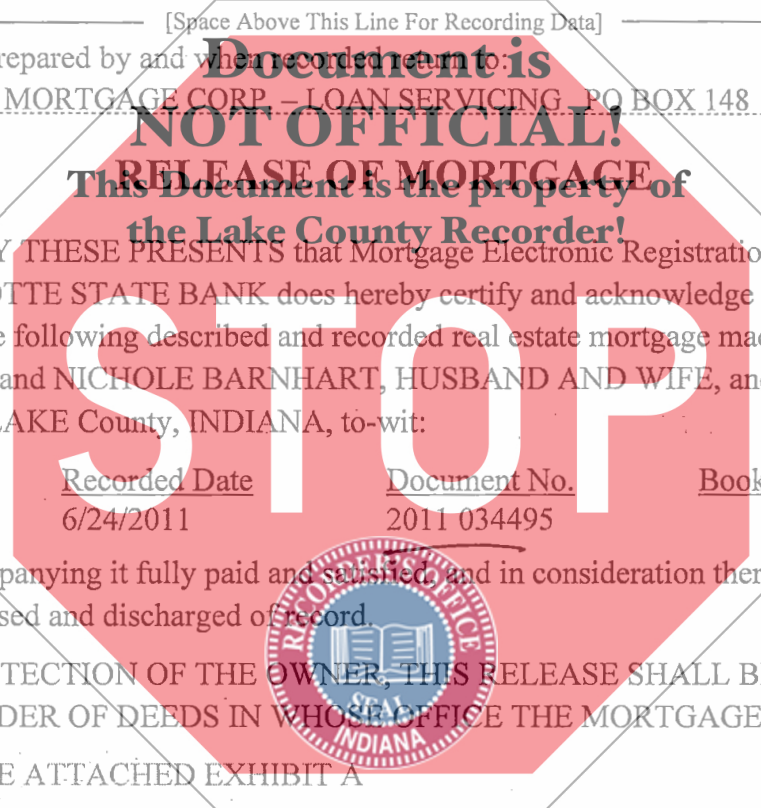 [Space Above This Line For Recording Data]
repared by and when recorded return to:
Document is
MORTGAGE CORP. – LOAN SERVICING PO BOX 148
NOT OFFICIAL!
RELEASE OF MORTGAGE
This Document is the property of
the Lake County Recorder!
Y THESE PRESENTS that Mortgage Electronic Registratio
OTTE STATE BANK does hereby certify and acknowledge
e following described and recorded real estate mortgage mad
and NICHOLE BARNHART, HUSBAND AND WIFE, an
LAKE County, INDIANA, to-wit:
STOP
Recorded Date Document No. Book
6/24/2011 2011 034495
panying it fully paid and satisfied, and in consideration ther
sed and discharged of record.
RECORDER'S OFFICE
SEAL
INDIANA
TECTION OF THE OWNER, THIS RELEASE SHALL B
DER OF DEEDS IN WHOSE OFFICE THE MORTGAGE
E ATTACHED EXHIBIT A